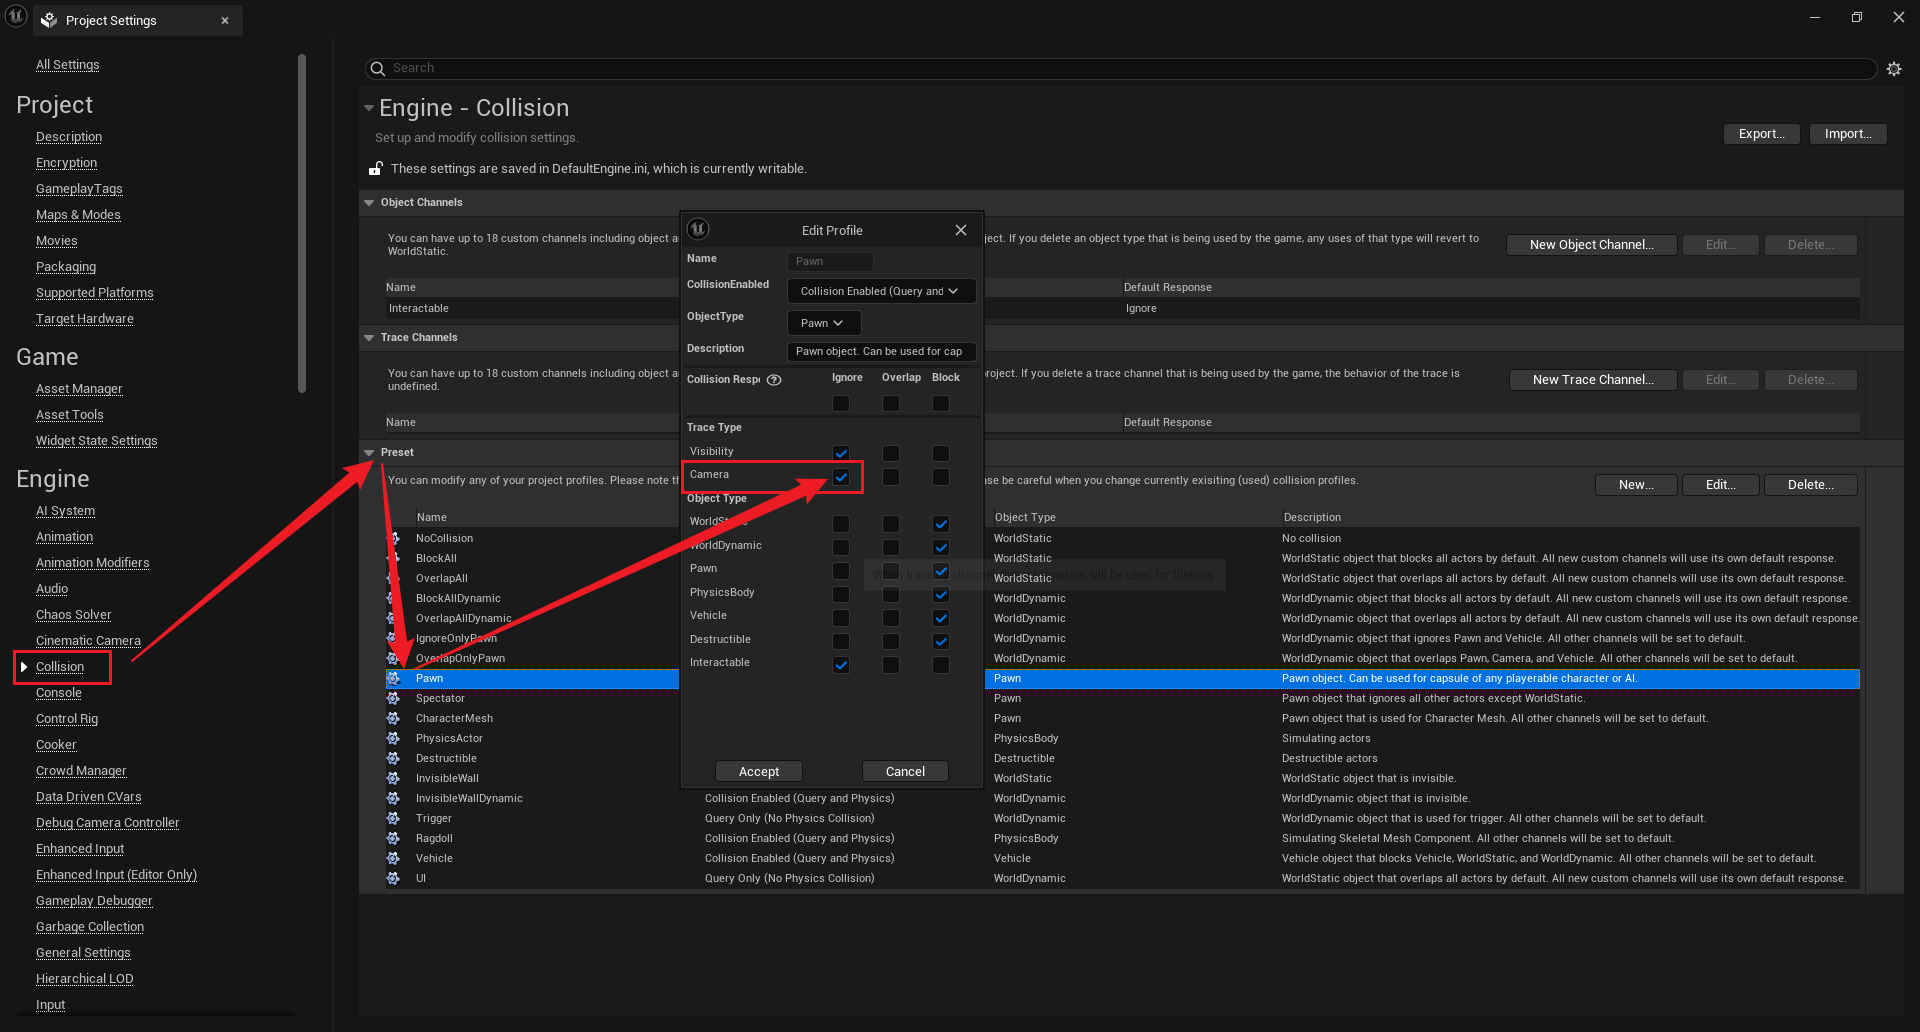 Project Settings
All Settings
Project
Description
Encryption
GameplayTags
Maps & Modes
Movies
Packaging
Supported Platforms
Target Hardware
Game
Asset Manager
Asset Tools
Widget State Settings
Engine
AI System
Animation
Animation Modifiers
Audio
Chaos Solver
Cinematic Camera
Collision
Console
Control Rig
Cooker
Crowd Manager
Data Driven CVars
Debug Camera Controller
Enhanced Input
Enhanced Input (Editor Only)
Gameplay Debugger
Garbage Collection
General Settings
Hierarchical LOD
Input
Search
Engine - Collision
Set up and modify collision settings.
Export... Import...
These settings are saved in DefaultEngine.ini, which is currently writable.
Object Channels
You can have up to 18 custom channels including object a ject. If you delete an object type that is being used by the game, any uses of that type will revert to
WorldStatic.
New Object Channel... Edit... Delete...
Name Default Response
Interactable Ignore
Trace Channels
You can have up to 18 custom channels including object a roject. If you delete a trace channel that is being used by the game, the behavior of the trace is
undefined.
New Trace Channel... Edit... Delete...
Name Default Response
Preset
You can modify any of your project profiles. Please note th se be careful when you change currently exisiting (used) collision profiles.
New... Edit... Delete...
Name Object Type Description
NoCollision WorldStatic No collision
BlockAll WorldStatic WorldStatic object that blocks all actors by default. All new custom channels will use its own default response.
OverlapAll WorldStatic WorldStatic object that overlaps all actors by default. All new custom channels will use its own default response.
BlockAllDynamic WorldDynamic WorldDynamic object that blocks all actors by default. All new custom channels will use its own default response.
OverlapAllDynamic WorldDynamic WorldDynamic object that overlaps all actors by default. All new custom channels will use its own default response.
IgnoreOnlyPawn WorldDynamic WorldDynamic object that ignores Pawn and Vehicle. All other channels will be set to default.
OverlapOnlyPawn WorldDynamic WorldDynamic object that overlaps Pawn, Camera, and Vehicle. All other channels will be set to default.
Pawn Pawn Pawn object. Can be used for capsule of any playerable character or AI.
Spectator Pawn Pawn object that ignores all other actors except WorldStatic.
CharacterMesh Pawn Pawn object that is used for Character Mesh. All other channels will be set to default.
PhysicsActor PhysicsBody Simulating actors
Destructible Destructible Destructible actors
InvisibleWall WorldStatic WorldStatic object that is invisible.
InvisibleWallDynamic Collision Enabled (Query and Physics) WorldDynamic WorldDynamic object that is invisible.
Trigger Query Only (No Physics Collision) WorldDynamic WorldDynamic object that is used for trigger. All other channels will be set to default.
Ragdoll Collision Enabled (Query and Physics) PhysicsBody Simulating Skeletal Mesh Component. All other channels will be set to default.
Vehicle Collision Enabled (Query and Physics) Vehicle Vehicle object that blocks Vehicle, WorldStatic, and WorldDynamic. All other channels will be set to default.
UI Query Only (No Physics Collision) WorldDynamic WorldStatic object that overlaps all actors by default. All new custom channels will use its own default response.
Edit Profile
Name Pawn
CollisionEnabled Collision Enabled (Query and
ObjectType Pawn
Description Pawn object. Can be used for cap
Collision Respo Ignore Overlap Block
Trace Type
Visibility
Camera
Object Type
WorldDynamic
Pawn
PhysicsBody
Vehicle
Destructible
Interactable
will be used for filtering.
Accept Cancel